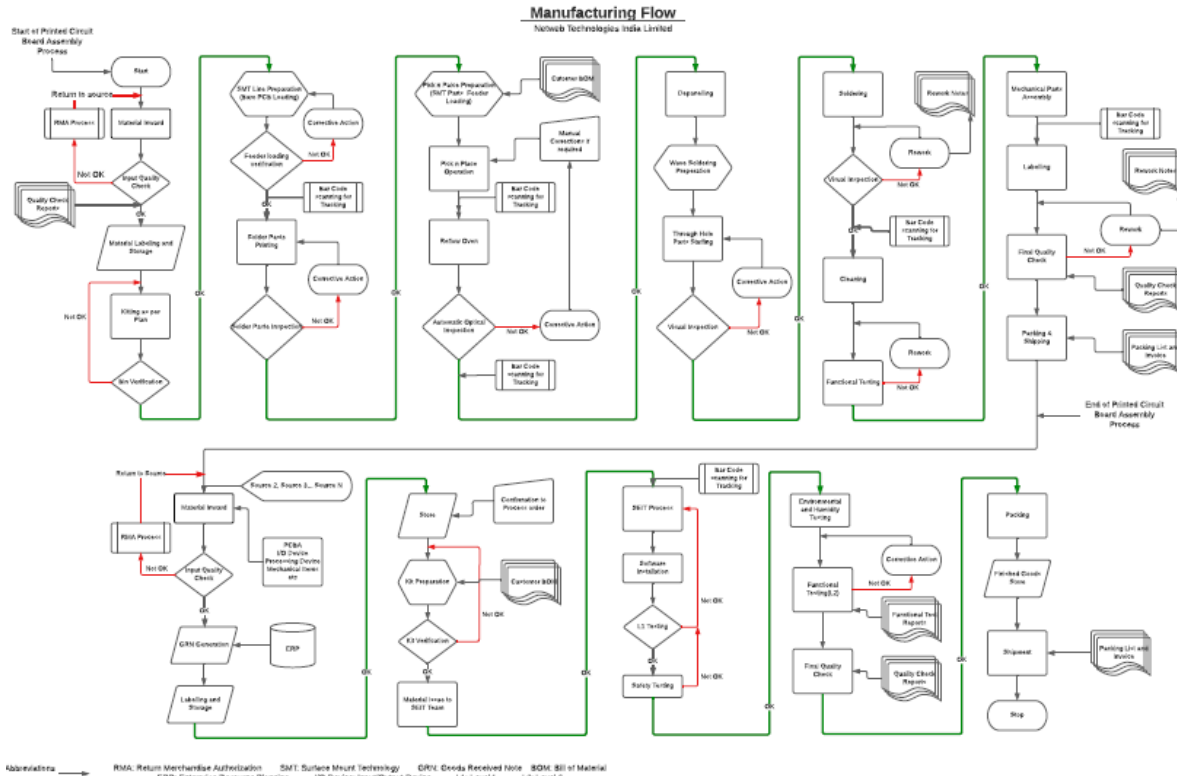 Manufacturing Flow
Netweb Technologies India Limited
Start of Printed Circuit
Board Assembly
Process
Start
Return to source
RMA Process
Material Inward
Not OK
Input Quality
Check
Quality Check
Reports
OK
Material Labeling and
Storage
Not OK
Kitting as per
Plan
Bin Verification
OK
SMT Line Preparation
(Bare PCB Loading)
Corrective Action
Feeder loading
verification
Not OK
OK
Bar Code
scanning for
Tracking
Solder Paste
Printing
Corrective Action
Solder Paste Inspection
Not OK
OK
Pick n Place Preparation
(SMT Parts Feeder
Loading)
Customer BOM
Manual
Corrections if
required
Pick n Place
Operation
Bar Code
scanning for
Tracking
Reflow Oven
Automatic Optical
Inspection
Not OK
Corrective Action
Bar Code
scanning for
Tracking
OK
Depaneling
Wave Soldering
Preparation
Through Hole
Parts
Corrective Action
Visual Inspection
Not OK
OK
Soldering
Rework Notes
Rework
Visual Inspection
Not OK
OK
Bar Code
scanning for
Tracking
Cleaning
Rework
Functional Testing
Not OK
OK
Mechanical Parts
Assembly
Bar Code
scanning for
Tracking
Labeling
Rework Notes
Rework
Final Quality
Check
Not OK
Quality Check
Reports
Packing &
Shipping
Packing List and
Invoice
End of Printed Circuit
Board Assembly
Process
Return to Source
Source 2, Source 3... Source N
Material Inward
RMA Process
PCBA
I/O Device
Processing Device
Mechanical Items
etc
Not OK
Input Quality
Check
OK
GRN Generation
ERP
Labeling and
Storage
OK
Store
Confirmation to
Process order
Kit Preparation
Customer BOM
Not OK
Kit Verification
OK
Material Issue to
Team
OK
Bar Code
scanning for
Tracking
Process
Software
Installation
Not OK
L1 Testing
OK
Not OK
Safety Testing
OK
Environmental
and Humidity
Testing
Corrective Action
Functional
Testing(L2)
Not OK
Functional Test
Reports
Final Quality
Check
Quality Check
Reports
OK
Packing
Finished Goods
Store
Shipment
Packing List and
Invoice
Stop
Abbreviations
RMA: Return Merchandise Authorization SMT: Surface Mount Technology GRN: Goods Received Note BOM: Bill of Material